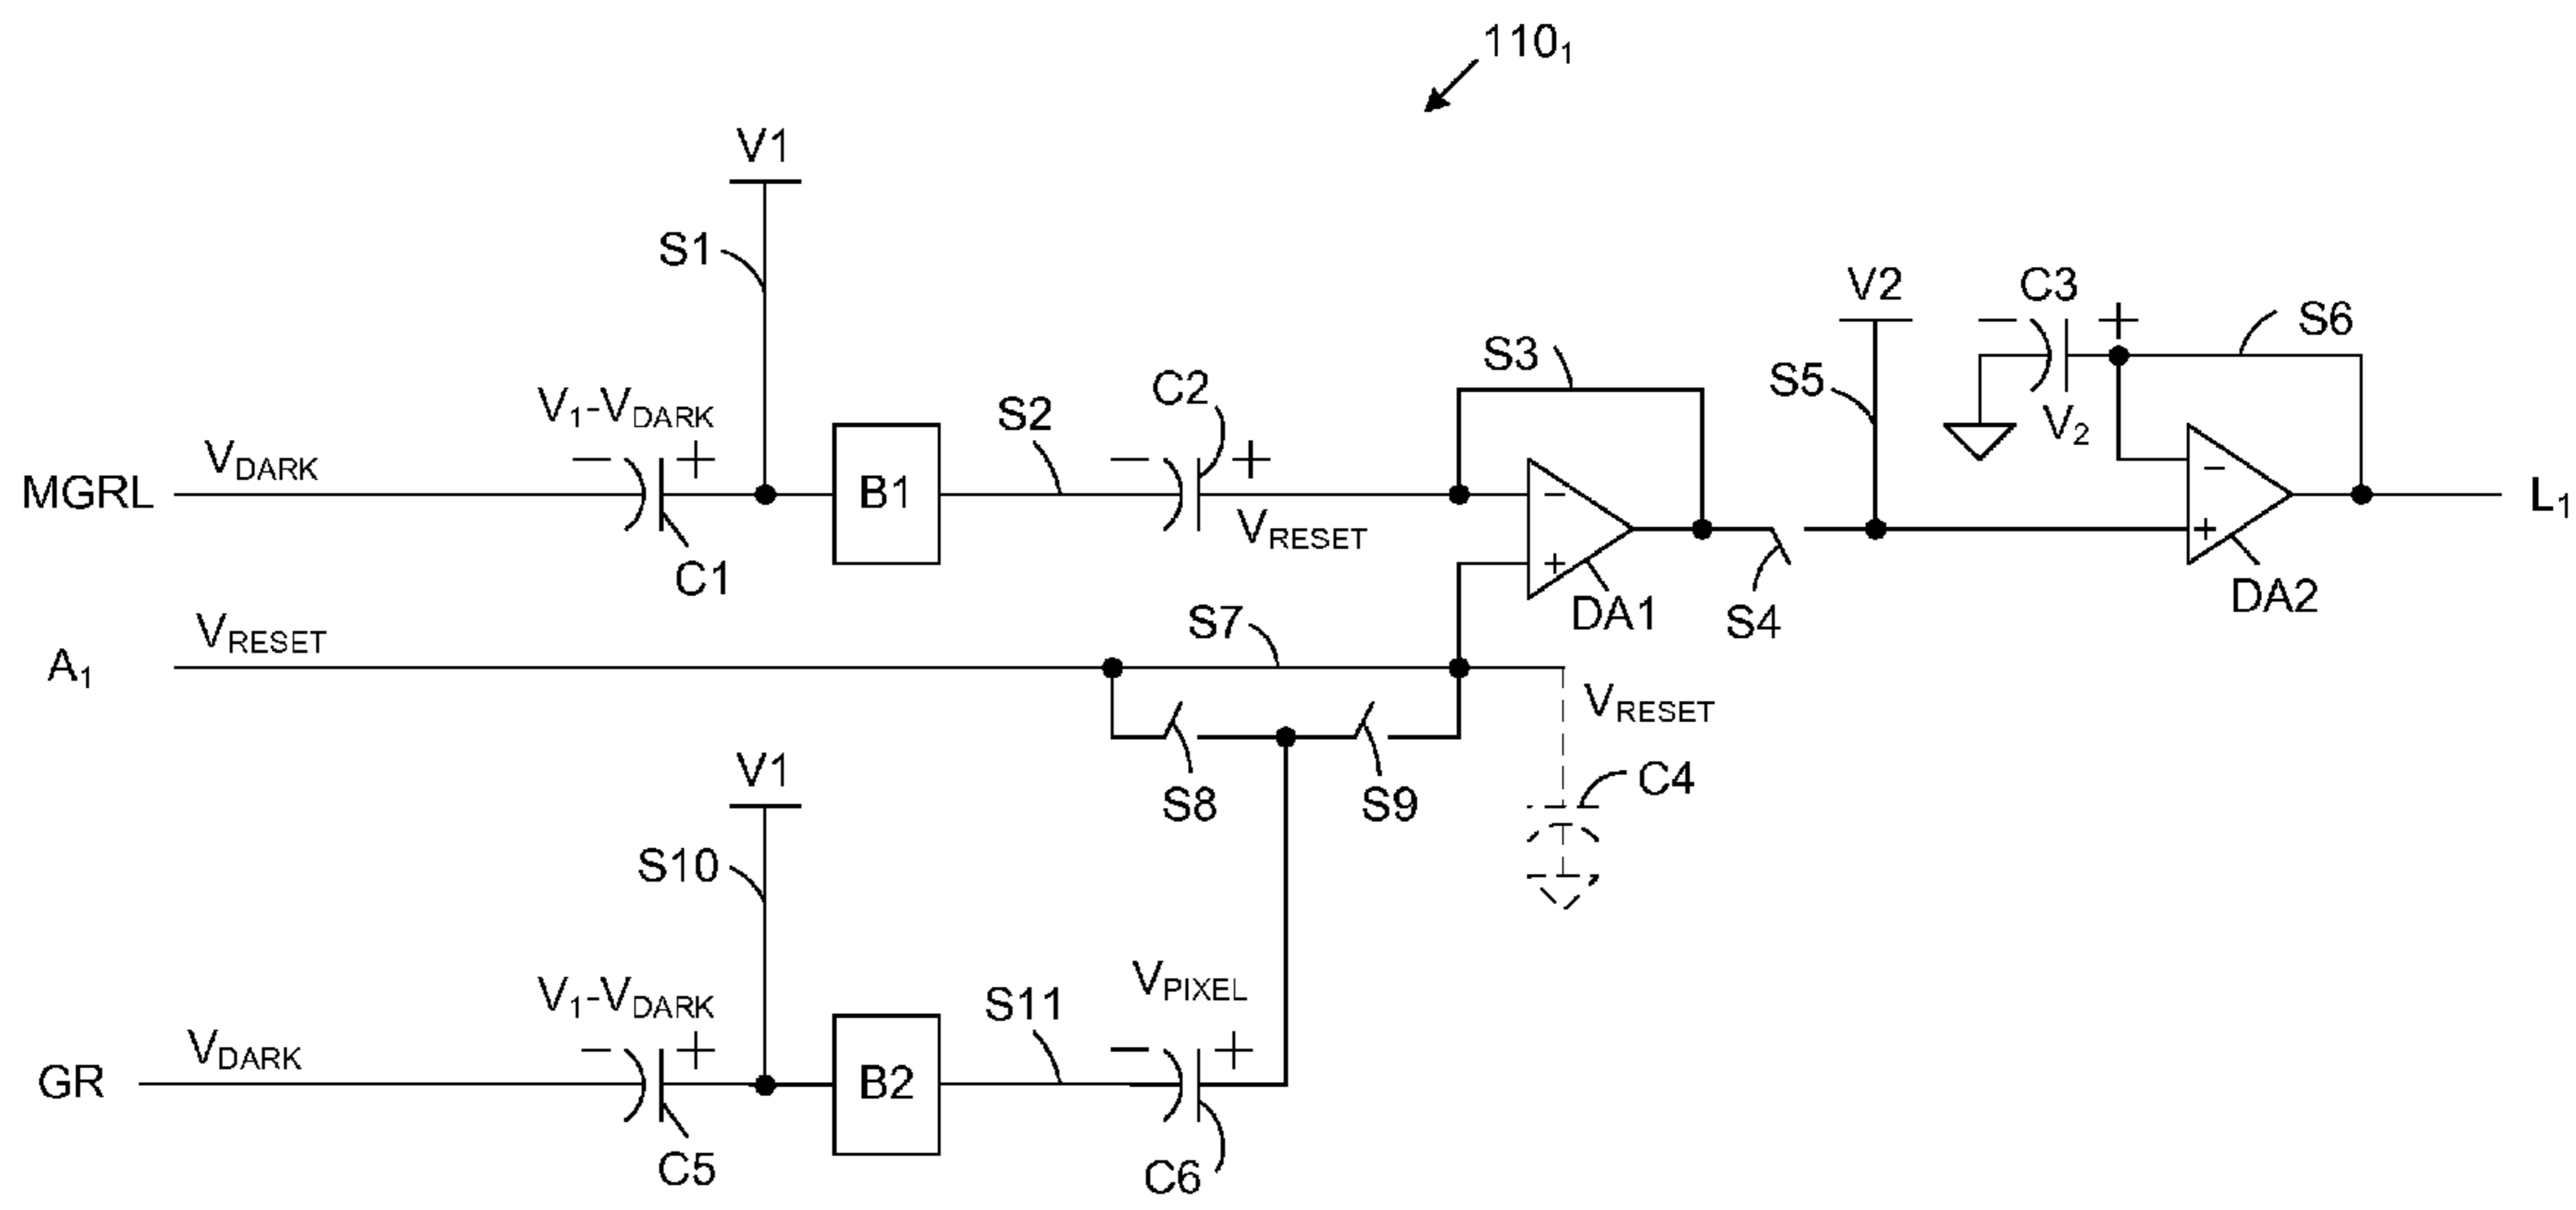 110₁
V1
S1
V2
C3
− +
S6
S3
S5
C2
V₁-V_DARK
S2
V₂
V_DARK
− +
− +
MGRL
B1
−
−
L₁
V_RESET
+
+
C1
DA1
S4
DA2
V_RESET
S7
A₁
V_RESET
V1
S8
S9
C4
S10
V₁-V_DARK
V_PIXEL
S11
V_DARK
− +
− +
GR
B2
C5
C6